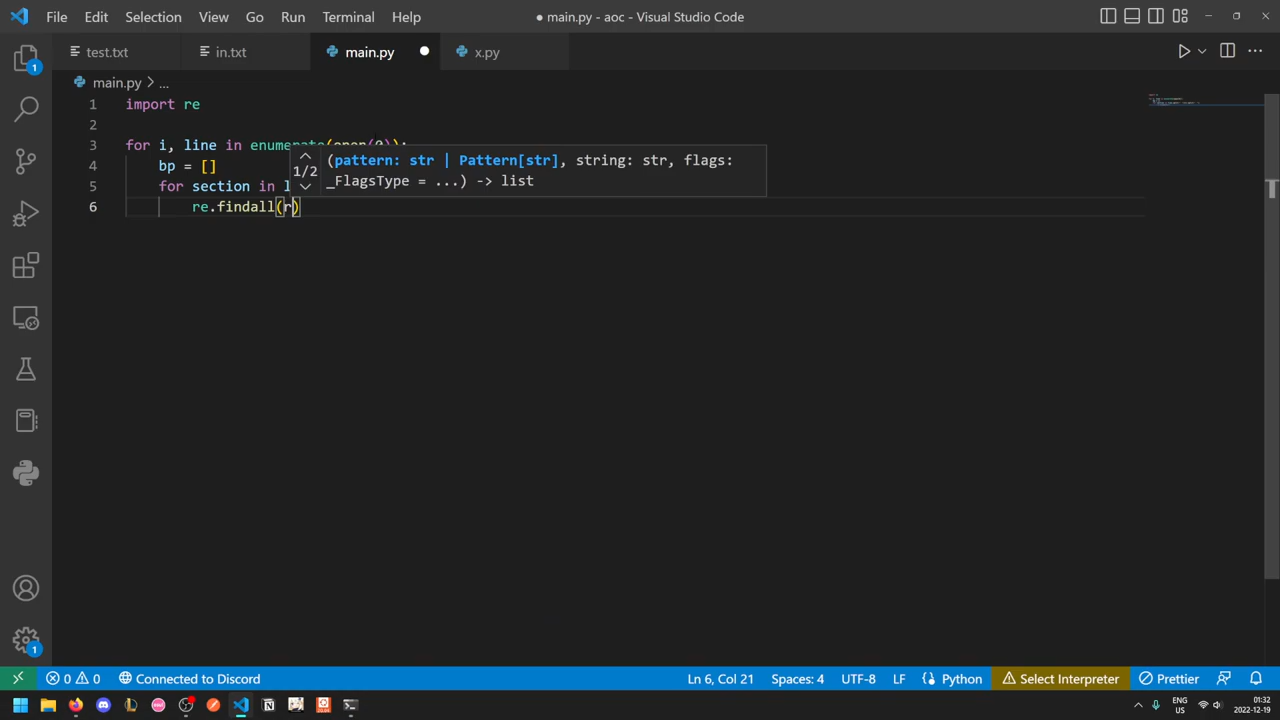 File Edit Selection View Go Run Terminal Help
● main.py - aoc - Visual Studio Code
test.txt in.txt main.py x.py
main.py > ...
1 import re
2
3 for i, line in enumerate(open(0)):
4 bp = []
5 for section in l
6 re.findall(r)
1/2
(pattern: str | Pattern[str], string: str, flags:
_FlagsType = ...) -> list
1
1
0 0 Connected to Discord Ln 6, Col 21 Spaces: 4 UTF-8 LF Python Select Interpreter Prettier
ENG
US
01:32
2022-12-19